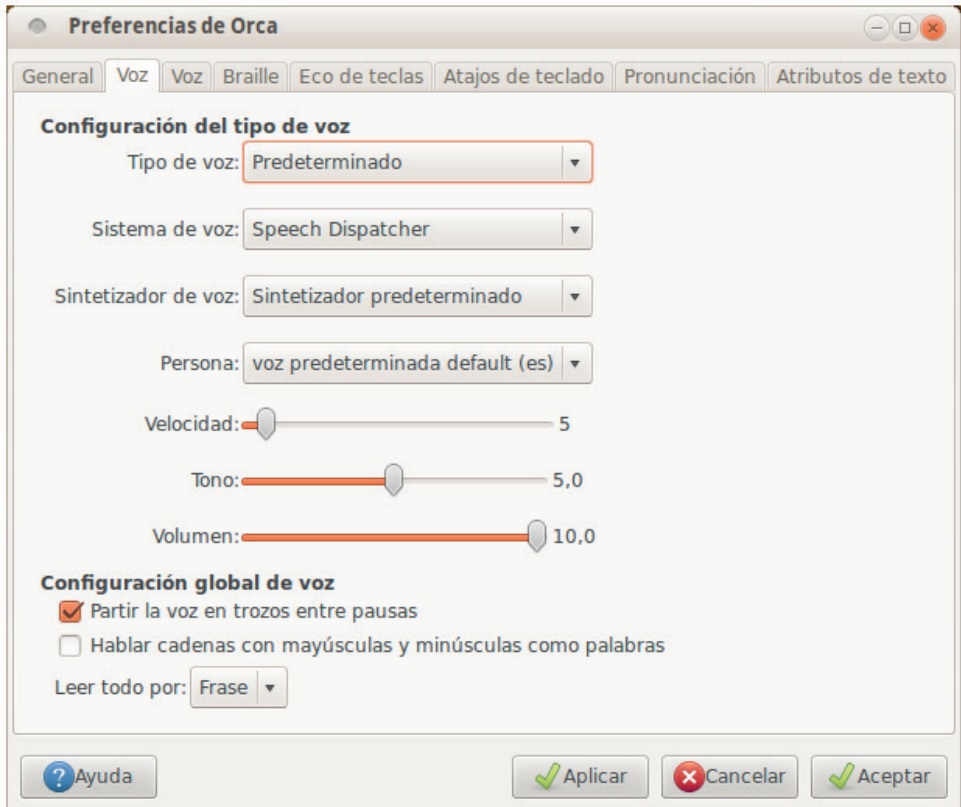 Preferencias de Orca
General Voz Voz Braille Eco de teclas Atajos de teclado Pronunciación Atributos de texto
Configuración del tipo de voz
Tipo de voz: Predeterminado
Sistema de voz: Speech Dispatcher
Sintetizador de voz: Sintetizador predeterminado
Persona: voz predeterminada default (es)
Velocidad: 5
Tono: 5,0
Volumen: 10,0
Configuración global de voz
Partir la voz en trozos entre pausas
Hablar cadenas con mayúsculas y minúsculas como palabras
Leer todo por: Frase
Ayuda Aplicar Cancelar Aceptar